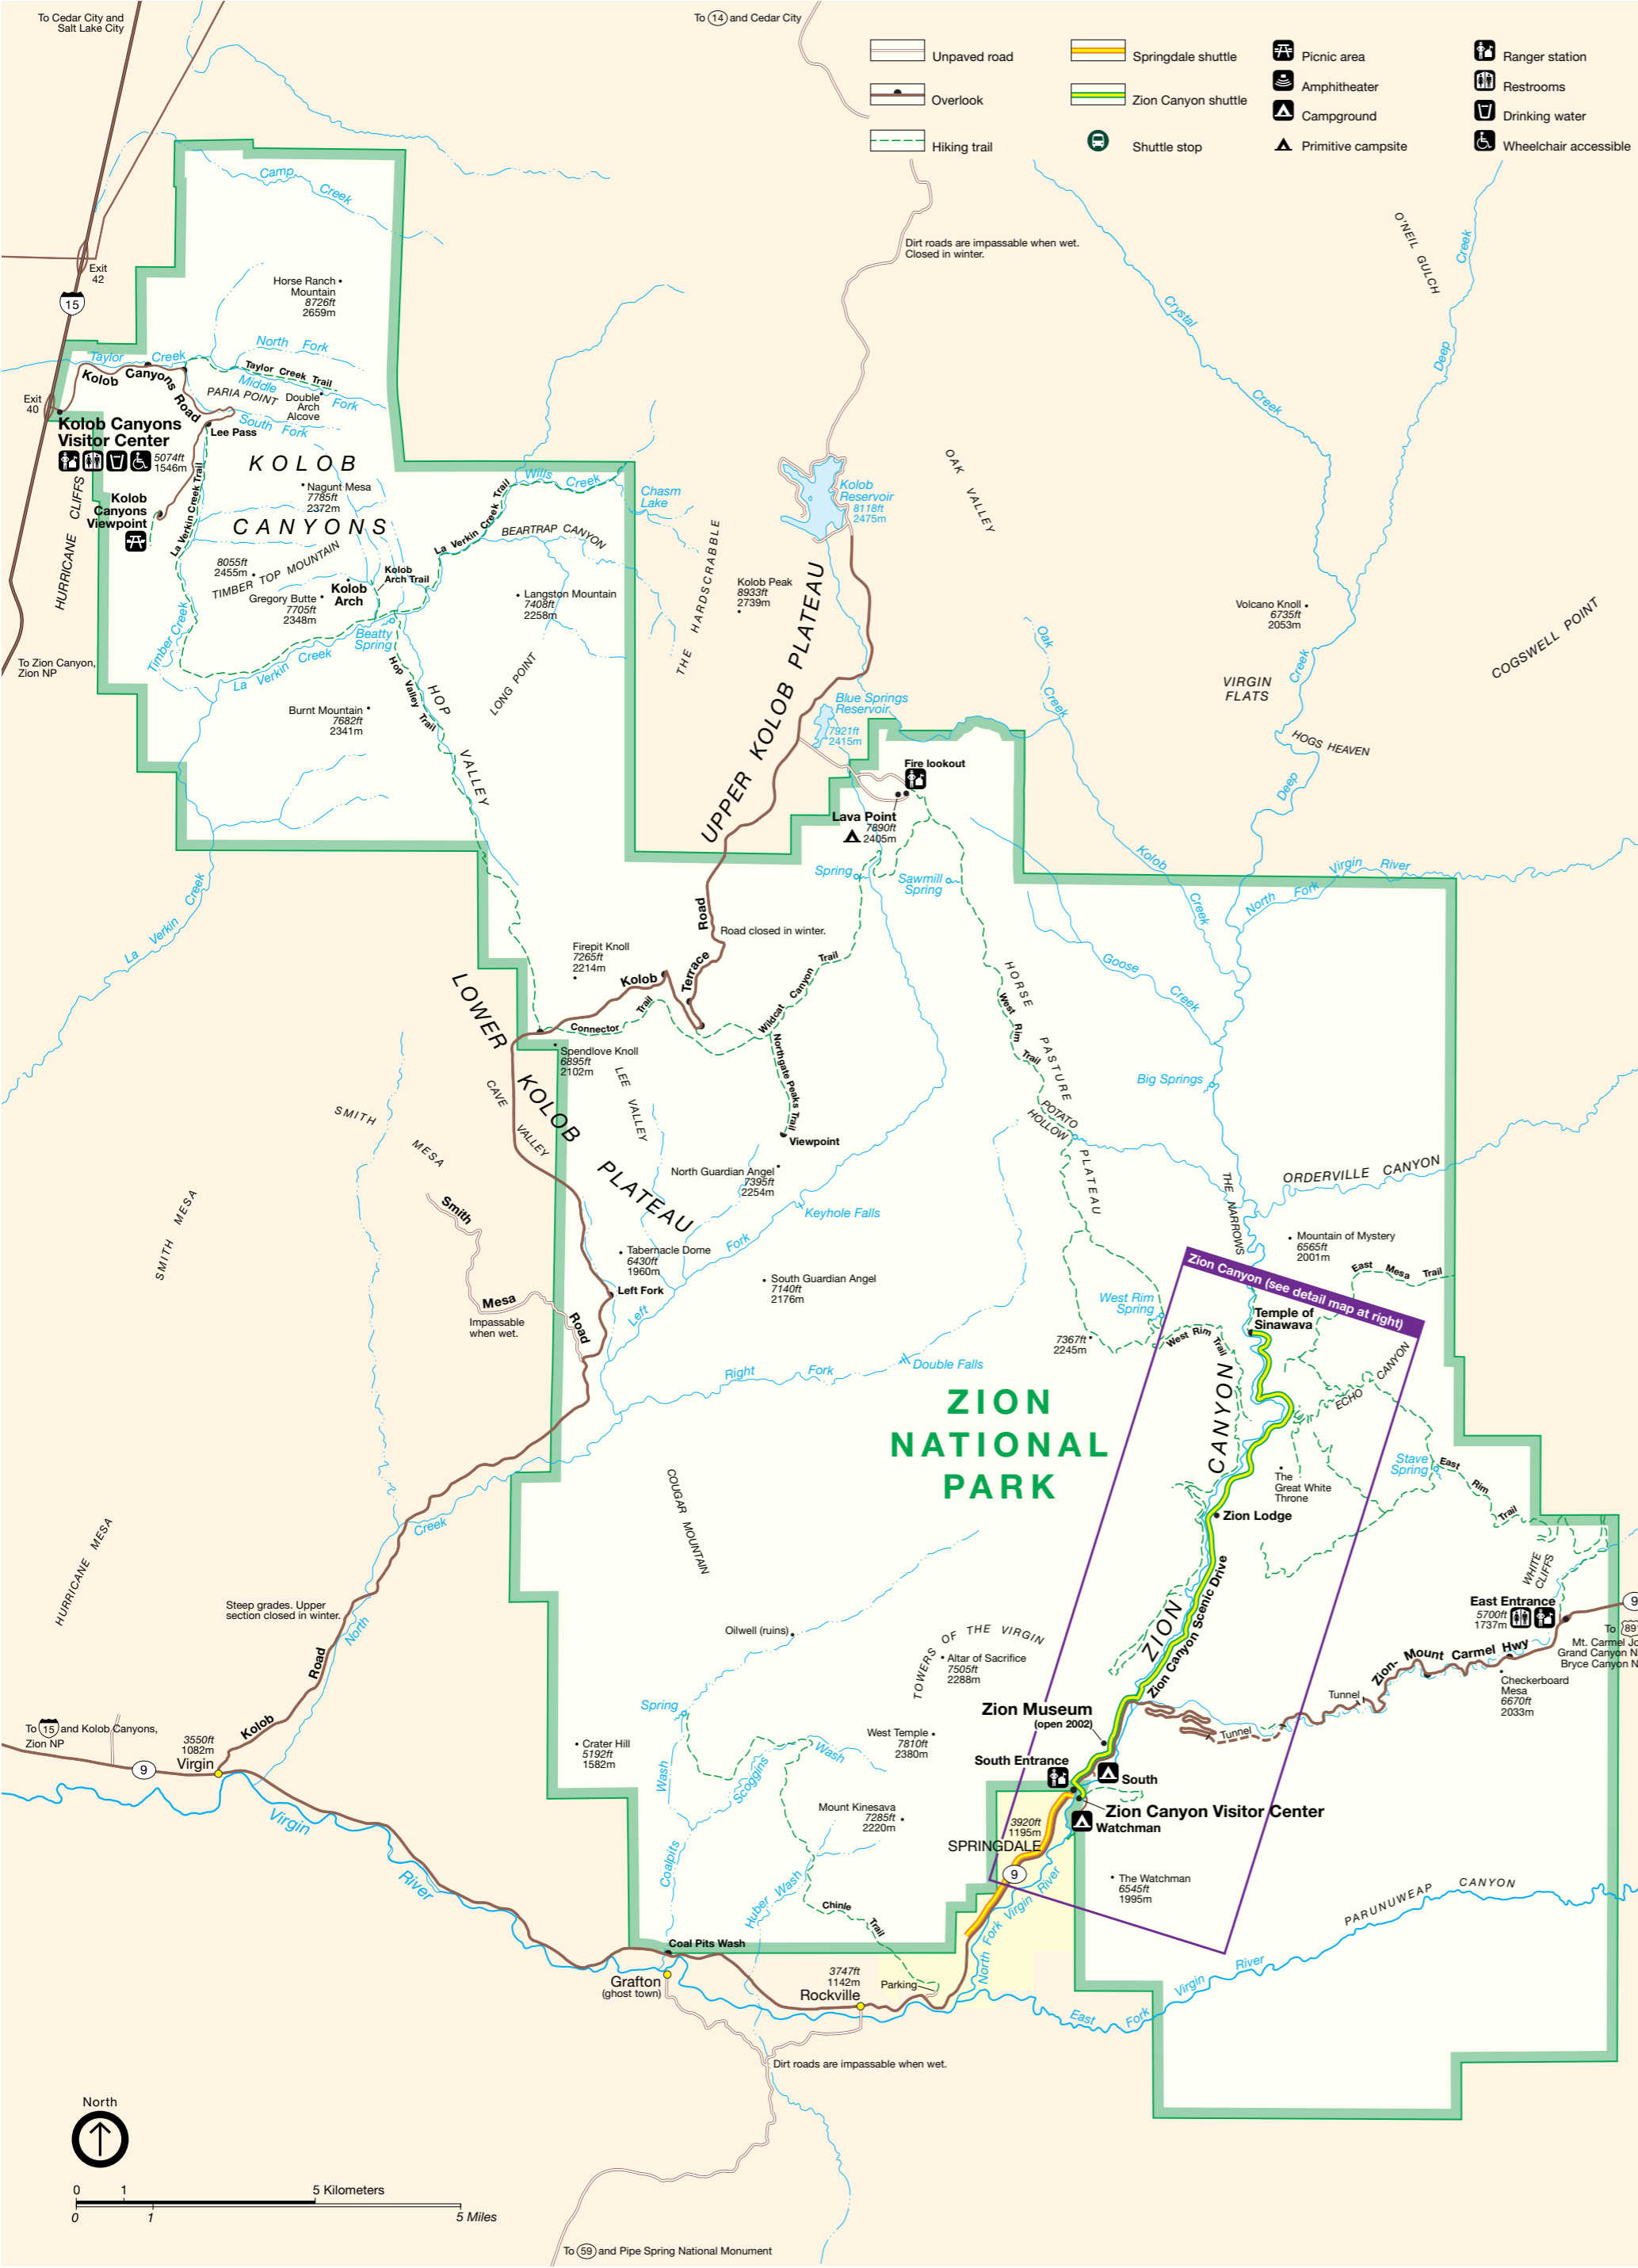 To Cedar City and
Salt Lake City
To 14 and Cedar City
Unpaved road
Overlook
Hiking trail
Springdale shuttle
Zion Canyon shuttle
Shuttle stop
Picnic area
Amphitheater
Campground
Primitive campsite
Ranger station
Restrooms
Drinking water
Wheelchair accessible
Camp
Creek
Dirt roads are impassable when wet.
Closed in winter.
O'NEIL GULCH
Creek
Deep
Crystal
Creek
Exit
42
15
Horse Ranch
Mountain
8726ft
2659m
North Fork
Taylor Creek
Taylor Creek Trail
Kolob Canyons Road
Middle
Fork
PARIA POINT
Double
Arch
Alcove
South Fork
Exit
40
Kolob Canyons
Visitor Center
5074ft
1546m
Lee Pass
KOLOB
CANYONS
Nagunt Mesa
7785ft
2372m
Kolob
Canyons
Viewpoint
HURRICANE CLIFFS
La Verkin Creek Trail
Wills Creek
La Verkin Creek Trail
BEARTRAP CANYON
Chasm
Lake
Kolob
Reservoir
8118ft
2475m
OAK VALLEY
8055ft
2455m
TIMBER TOP MOUNTAIN
Kolob
Arch Trail
Kolob
Arch
Gregory Butte
7705ft
2348m
Langston Mountain
7408ft
2258m
THE HARDSCRABBLE
Kolob Peak
8933ft
2739m
Volcano Knoll
6735ft
2053m
COGSWELL POINT
Timber Creek
Beatty
Spring
La Verkin Creek
To Zion Canyon,
Zion NP
Hop Valley Trail
HOP
VALLEY
LONG POINT
Burnt Mountain
7682ft
2341m
UPPER KOLOB PLATEAU
Blue Springs
Reservoir
7921ft
2415m
Oak
Creek
Creek
VIRGIN
FLATS
HOGS HEAVEN
Deep
Fire lookout
Lava Point
7890ft
2405m
Spring
Sawmill
Spring
Kolob
Creek
North Fork Virgin River
La Verkin Creek
Road
Road closed in winter.
Terrace
Firepit Knoll
7265ft
2214m
Kolob
Connector Trail
Wildcat Canyon Trail
Goose
Creek
HORSE
PASTURE
PLATEAU
West Rim Trail
LOWER
KOLOB
PLATEAU
Spendlove Knoll
6895ft
2102m
CAVE
VALLEY
LEE VALLEY
Northgate Peaks Trail
Viewpoint
Big Springs
POTATO
HOLLOW
SMITH
MESA
North Guardian Angel
7395ft
2254m
Keyhole Falls
THE NARROWS
ORDERVILLE CANYON
SMITH MESA
Smith
Mesa
Road
Impassable
when wet.
Tabernacle Dome
6430ft
1960m
Left Fork
Left
Fork
South Guardian Angel
7140ft
2176m
Mountain of Mystery
6565ft
2001m
East Mesa Trail
Zion Canyon (see detail map at right)
West Rim
Spring
Temple of
Sinawava
7367ft
2245m
West Rim Trail
Right Fork
Double Falls
ZION
NATIONAL
PARK
CANYON
ZION
ECHO CANYON
Stave
Spring
East Rim Trail
The
Great White
Throne
Zion Lodge
COUGAR MOUNTAIN
Creek
North
HURRICANE MESA
Steep grades. Upper
section closed in winter.
Road
Kolob
Oilwell (ruins)
TOWERS OF THE VIRGIN
Altar of Sacrifice
7505ft
2288m
Zion Canyon Scenic Drive
WHITE
CLIFFS
East Entrance
5700ft
1737m
9
To 89
Mt. Carmel Jc
Grand Canyon N
Bryce Canyon N
Zion- Mount Carmel Hwy
Checkerboard
Mesa
6670ft
2033m
Tunnel
Tunnel
Zion Museum
(open 2002)
South Entrance
South
Zion Canyon Visitor Center
Watchman
Spring
Wash
Coalpits
Scoggins
Wash
West Temple
7810ft
2380m
Crater Hill
5192ft
1582m
Mount Kinesava
7285ft
2220m
3920ft
1195m
SPRINGDALE
9
The Watchman
6545ft
1995m
To 15 and Kolob Canyons,
Zion NP
9
3550ft
1082m
Virgin
Virgin
River
Huber Wash
Chinle Trail
Coal Pits Wash
Grafton
(ghost town)
3747ft
1142m
Rockville
Parking
North Fork Virgin River
PARUNUWEAP CANYON
East Fork Virgin River
Dirt roads are impassable when wet.
North
0 1 5 Kilometers
0 1 5 Miles
To 59 and Pipe Spring National Monument